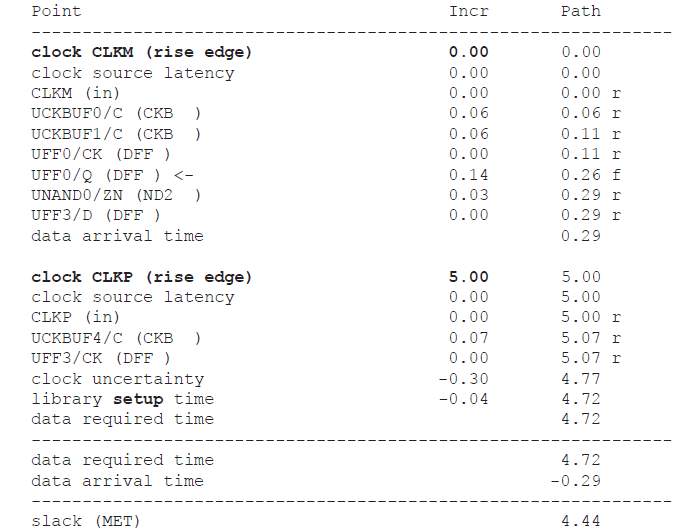 Point Incr Path
--------------------------------------------------------------
clock CLKM (rise edge) 0.00 0.00
clock source latency 0.00 0.00
CLKM (in) 0.00 0.00 r
UCKBUF0/C (CKB  ) 0.06 0.06 r
UCKBUF1/C (CKB  ) 0.06 0.11 r
UFF0/CK (DFF ) 0.00 0.11 r
UFF0/Q (DFF ) <- 0.14 0.26 f
UNAND0/ZN (ND2  ) 0.03 0.29 r
UFF3/D (DFF ) 0.00 0.29 r
data arrival time 0.29
clock CLKP (rise edge) 5.00 5.00
clock source latency 0.00 5.00
CLKP (in) 0.00 5.00 r
UCKBUF4/C (CKB  ) 0.07 5.07 r
UFF3/CK (DFF ) 0.00 5.07 r
clock uncertainty -0.30 4.77
library setup time -0.04 4.72
data required time 4.72
--------------------------------------------------------------
data required time 4.72
data arrival time -0.29
--------------------------------------------------------------
slack (MET) 4.44